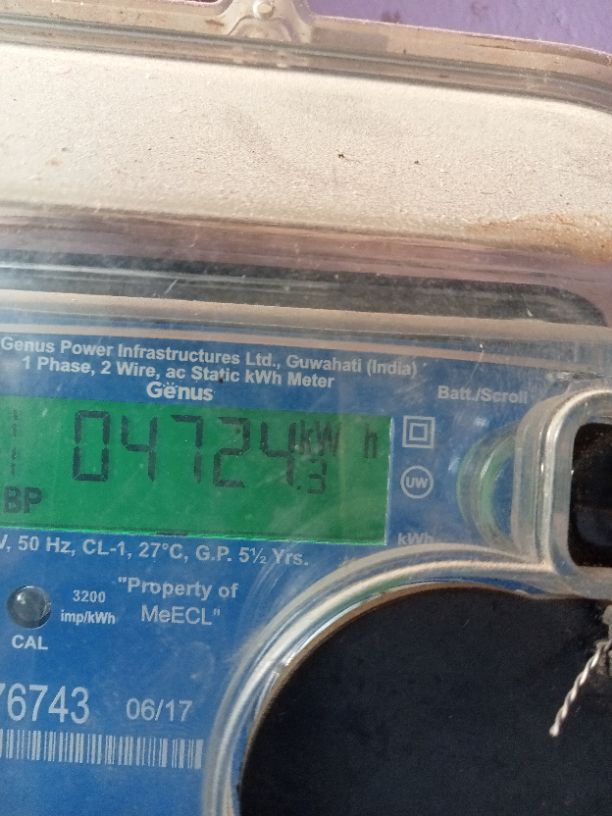 Genus Power Infrastructures Ltd., Guwahati (India)
1 Phase, 2 Wire, ac Static kWh Meter
Gënus
Batt./Scroll
04724.3 kW h
UW
BP
kWh
V, 50 Hz, CL-1, 27°C, G.P. 5½ Yrs.
3200
imp/kWh
"Property of
MeECL"
CAL
76743 06/17